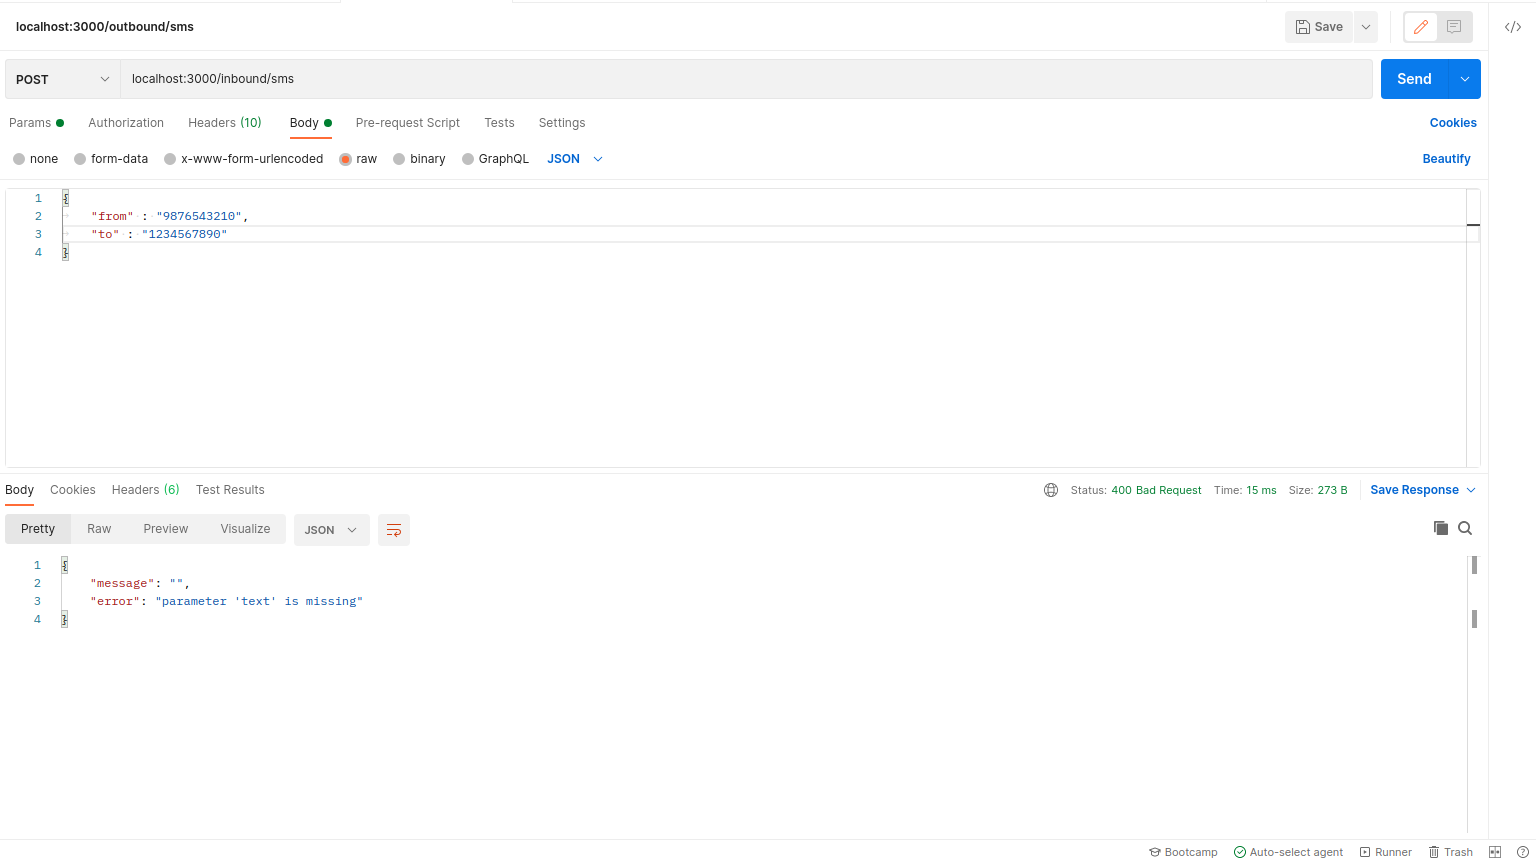 localhost:3000/outbound/sms
Save
POST
localhost:3000/inbound/sms
Send
Params
Authorization
Headers (10)
Body
Pre-request Script
Tests
Settings
Cookies
none
form-data
x-www-form-urlencoded
raw
binary
GraphQL
JSON
Beautify
1 {
2 "from" : "9876543210",
3 "to" : "1234567890"
4 }
Body
Cookies
Headers (6)
Test Results
Status: 400 Bad Request
Time: 15 ms
Size: 273 B
Save Response
Pretty
Raw
Preview
Visualize
JSON
1 {
2 "message": "",
3 "error": "parameter 'text' is missing"
4 }
Bootcamp
Auto-select agent
Runner
Trash